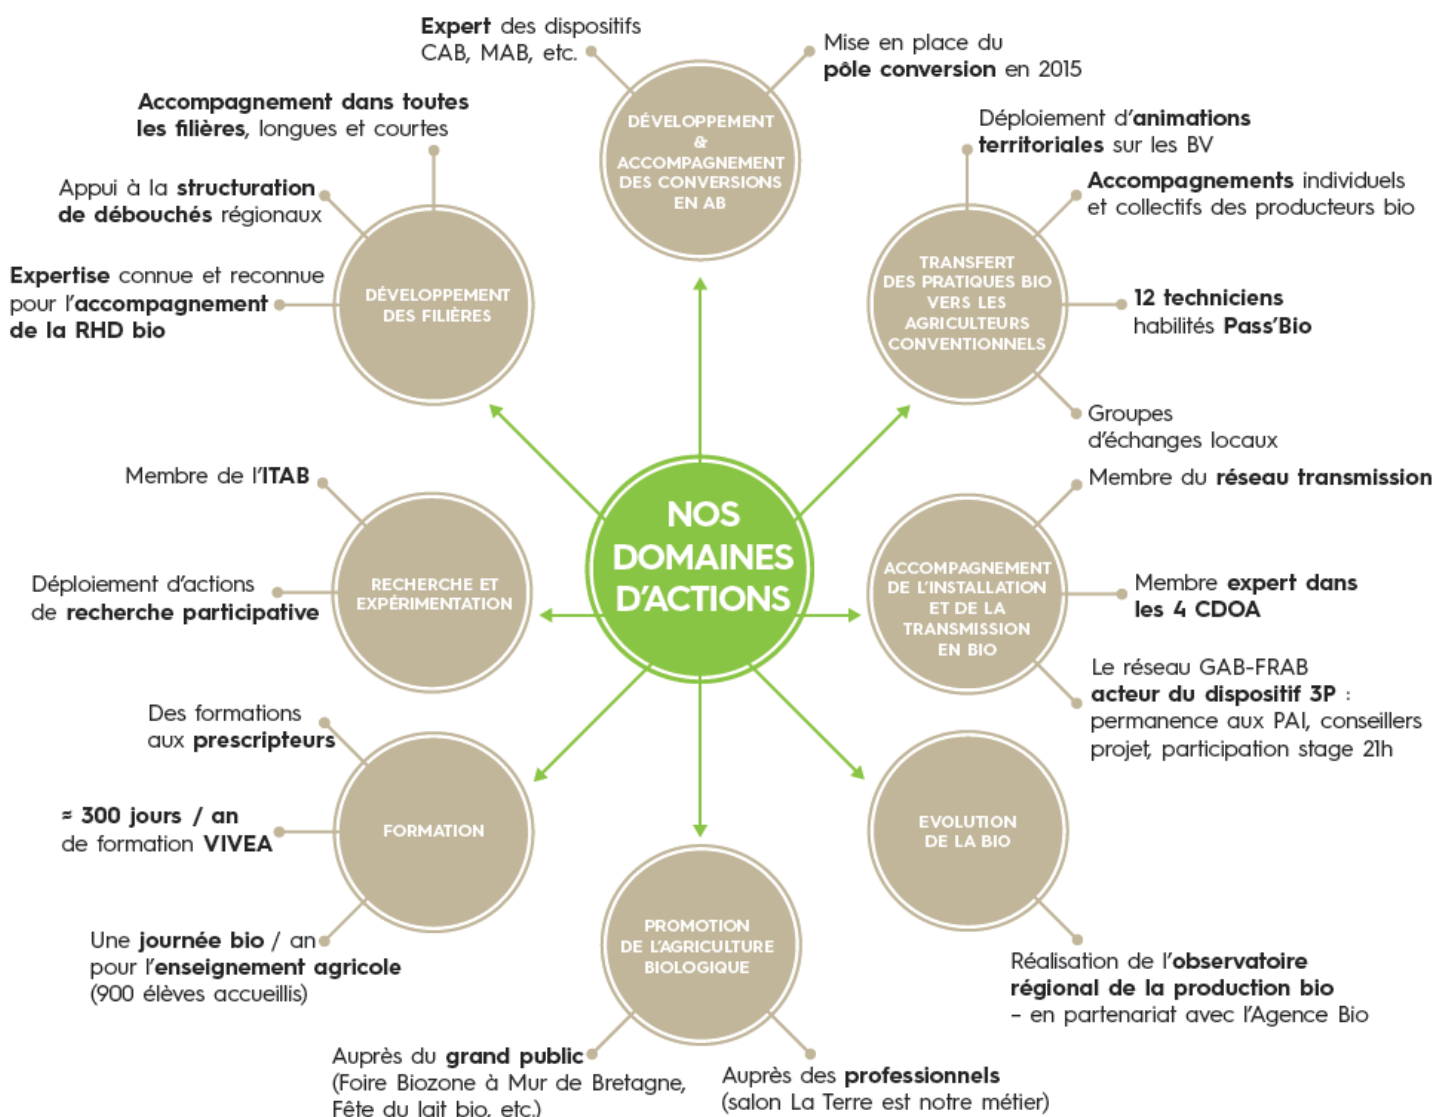 Expert des dispositifs
CAB, MAB, etc.
Mise en place du
pôle conversion en 2015
DÉVELOPPEMENT
&
ACCOMPAGNEMENT
DES CONVERSIONS
EN AB
Accompagnement dans toutes
les filières, longues et courtes
Appui à la structuration
de débouchés régionaux
Expertise connue et reconnue
pour l'accompagnement
de la RHD bio
DÉVELOPPEMENT
DES FILIÈRES
Déploiement d'animations
territoriales sur les BV
Accompagnements individuels
et collectifs des producteurs bio
12 techniciens
habilités Pass'Bio
Groupes
d'échanges locaux
TRANSFERT
DES PRATIQUES BIO
VERS LES
AGRICULTEURS
CONVENTIONNELS
NOS
DOMAINES
D'ACTIONS
Membre de l'ITAB
Déploiement d'actions
de recherche participative
RECHERCHE ET
EXPÉRIMENTATION
Membre du réseau transmission
Membre expert dans
les 4 CDOA
Le réseau GAB-FRAB
acteur du dispositif 3P :
permanence aux PAI, conseillers
projet, participation stage 21h
ACCOMPAGNEMENT
DE L'INSTALLATION
ET DE LA
TRANSMISSION
EN BIO
Des formations
aux prescripteurs
≈ 300 jours / an
de formation VIVEA
Une journée bio / an
pour l'enseignement agricole
(900 élèves accueillis)
FORMATION
EVOLUTION
DE LA BIO
Réalisation de l'observatoire
régional de la production bio
– en partenariat avec l'Agence Bio
PROMOTION
DE L'AGRICULTURE
BIOLOGIQUE
Auprès du grand public
(Foire Biozone à Mur de Bretagne,
Fête du lait bio, etc.)
Auprès des professionnels
(salon La Terre est notre métier)